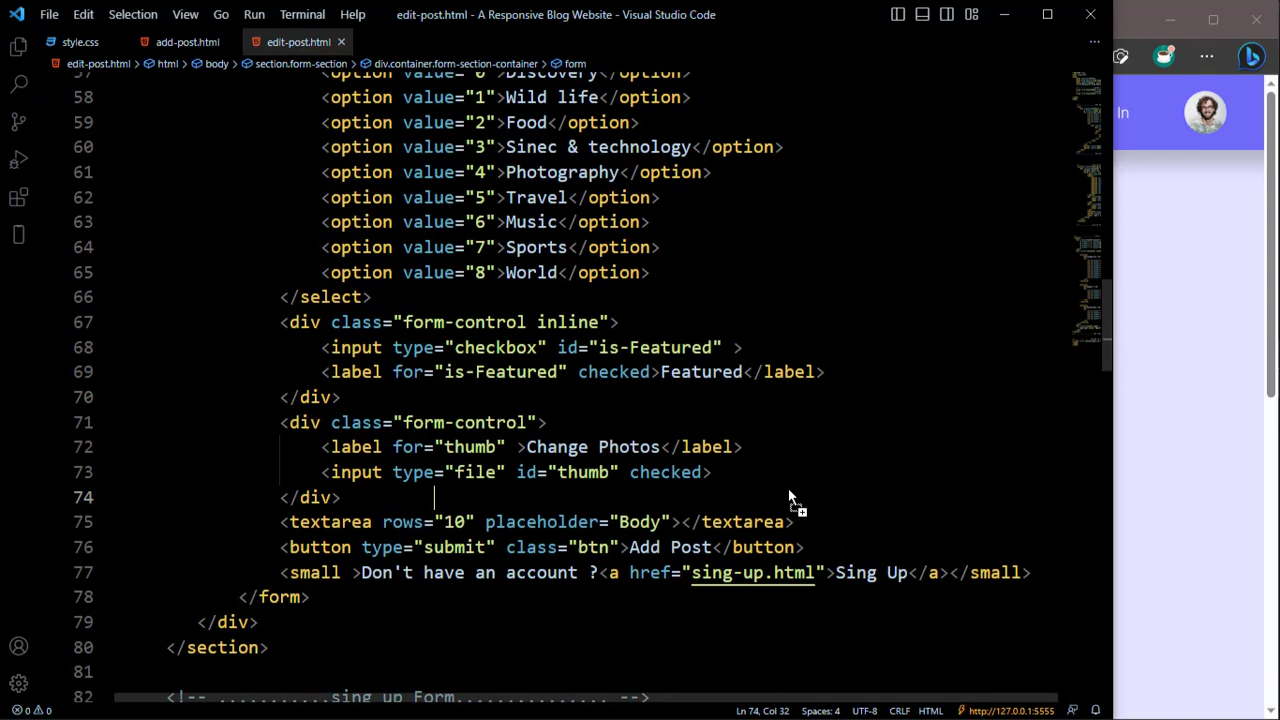 File Edit Selection View Go Run Terminal Help edit-post.html - A Responsive Blog Website - Visual Studio Code
style.css add-post.html edit-post.html
edit-post.html > html > body > section.form-section > div.container.form-section-container > form
57 <option value="0">Discovery</option>
58 <option value="1">Wild life</option>
59 <option value="2">Food</option>
60 <option value="3">Sinec & technology</option>
61 <option value="4">Photography</option>
62 <option value="5">Travel</option>
63 <option value="6">Music</option>
64 <option value="7">Sports</option>
65 <option value="8">World</option>
66 </select>
67 <div class="form-control inline">
68 <input type="checkbox" id="is-Featured" >
69 <label for="is-Featured" checked>Featured</label>
70 </div>
71 <div class="form-control">
72 <label for="thumb" >Change Photos</label>
73 <input type="file" id="thumb" checked>
74 </div>
75 <textarea rows="10" placeholder="Body"></textarea>
76 <button type="submit" class="btn">Add Post</button>
77 <small >Don't have an account ?<a href="sing-up.html">Sing Up</a></small>
78 </form>
79 </div>
80 </section>
81
82 <!-- ...........sing up Form............... -->
In
0 0 Ln 74, Col 32 Spaces: 4 UTF-8 CRLF HTML http://127.0.0.1:5555